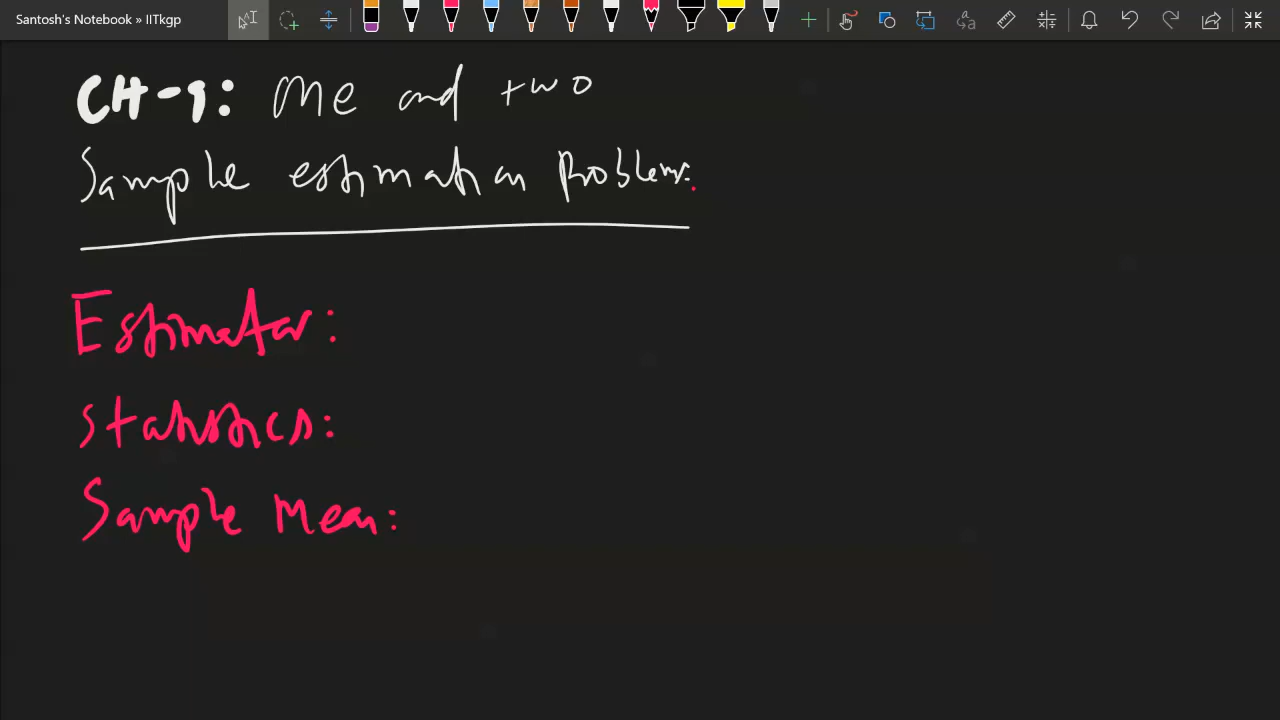 Santosh's Notebook » IITkgp
CH-9: One and two
Sample estimation Problems.
Estimator:
Statistics:
Sample Mean: